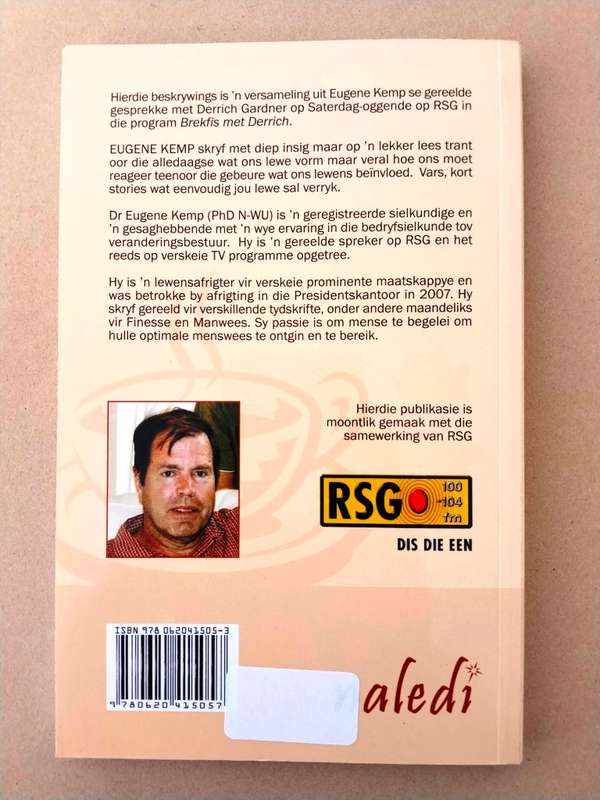 Hierdie beskrywings is 'n versameling uit Eugene Kemp se gereelde
gesprekke met Derrich Gardner op Saterdag-oggende op RSG in
die program Brekfis met Derrich.
EUGENE KEMP skryf met diep insig maar op 'n lekker lees trant
oor die alledaagse wat ons lewe vorm maar veral hoe ons moet
reageer teenoor die gebeure wat ons lewens beïnvloed. Vars, kort
stories wat eenvoudig jou lewe sal verryk.
Dr Eugene Kemp (PhD N-WU) is 'n geregistreerde sielkundige en
'n gesaghebbende met 'n wye ervaring in die bedryfsielkunde tov
veranderingsbestuur. Hy is 'n gereelde spreker op RSG en het
reeds op verskeie TV programme opgetree.
Hy is 'n lewensafrigter vir verskeie prominente maatskappye en
was betrokke by afrigting in die Presidentskantoor in 2007. Hy
skryf gereeld vir verskillende tydskrifte, onder andere maandeliks
vir Finesse en Manwees. Sy passie is om mense te begelei om
hulle optimale menswees te ontgin en te bereik.
Hierdie publikasie is
moontlik gemaak met die
samewerking van RSG
RSG 100
-104
fm
DIS DIE EEN
ISBN 978 062041505-3
9 780620 415057
naledi